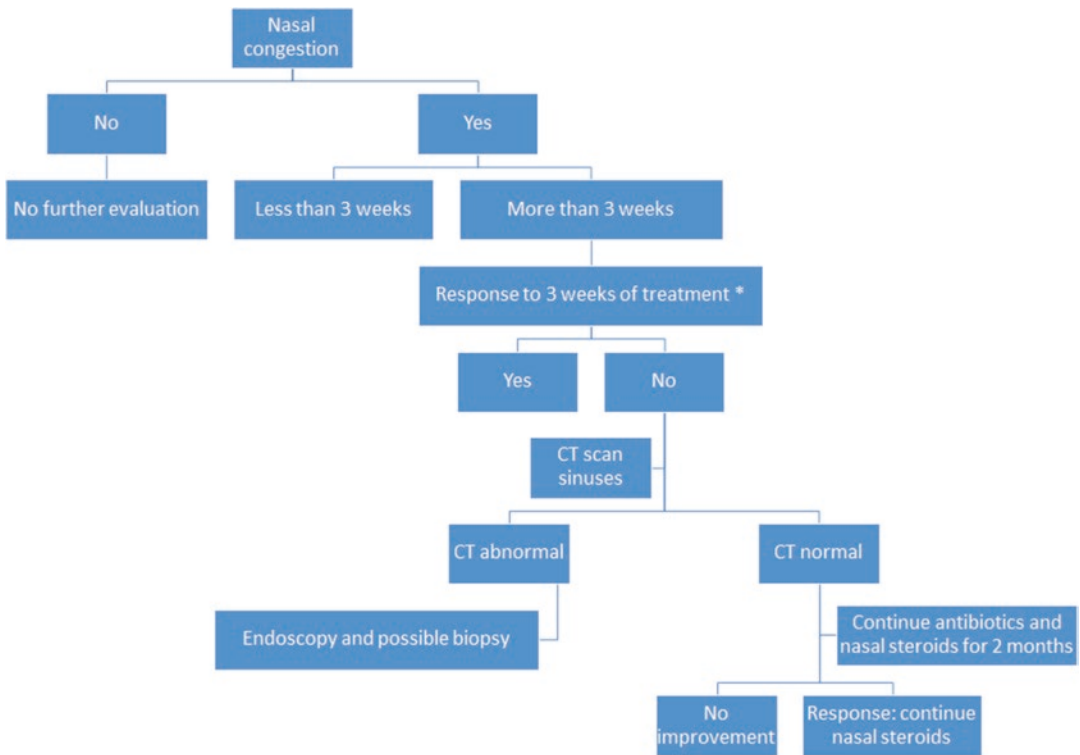 Nasal
congestion
No
Yes
No further evaluation
Less than 3 weeks
More than 3 weeks
Response to 3 weeks of treatment *
Yes
No
CT scan
sinuses
CT abnormal
CT normal
Endoscopy and possible biopsy
Continue antibiotics and
nasal steroids for 2 months
No
improvement
Response: continue
nasal steroids